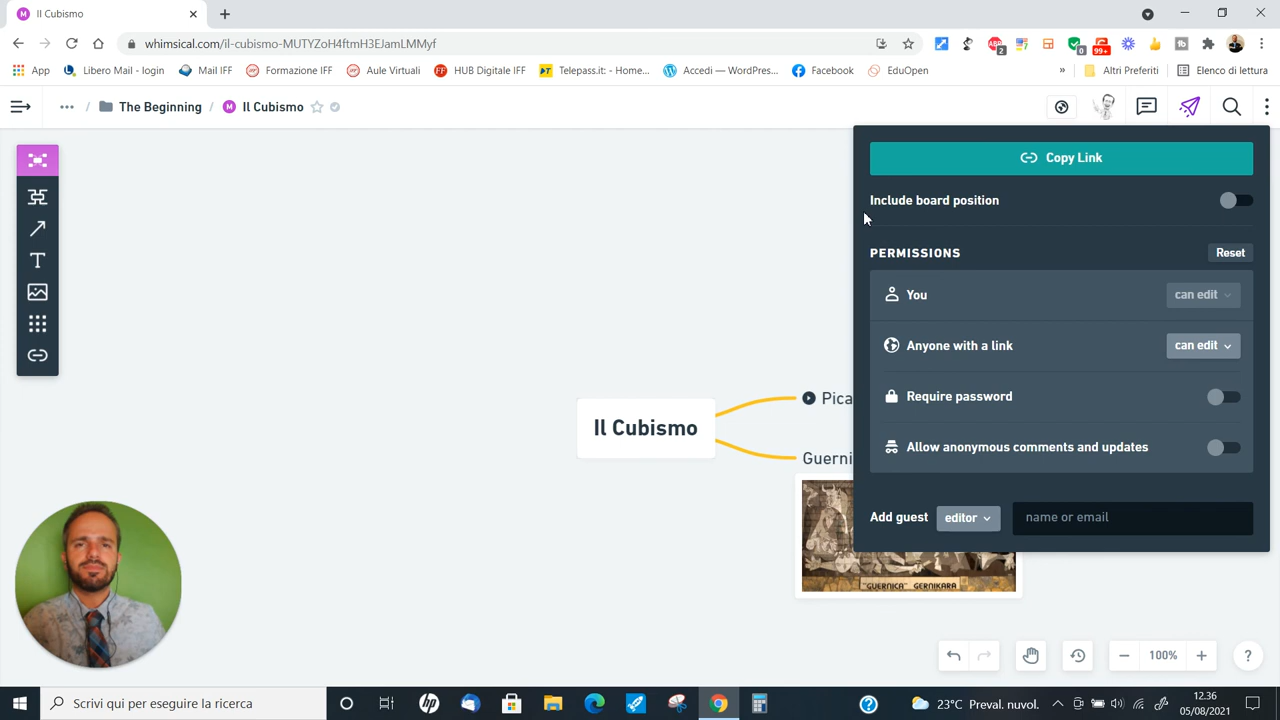 M Il Cubismo
whimsical.com/il-cubismo-MUTYZoH4ftmH3EJamLMMyf
2 0 99+
App Libero Mail - login Mail IFF Formazione IFF Aule Virtuali HUB Digitale IFF Telepass.it: - Home... Accedi — WordPress... Facebook EduOpen » Altri Preferiti Elenco di lettura
... / The Beginning / M Il Cubismo
Copy Link
Include board position
PERMISSIONS Reset
You can edit
Anyone with a link can edit
Require password
Allow anonymous comments and updates
Add guest editor name or email
Il Cubismo
Pica
Guerni
"GUERNICA" GERNIKARA
100% ?
Scrivi qui per eseguire la ricerca
23°C Preval. nuvol.
12.36
05/08/2021